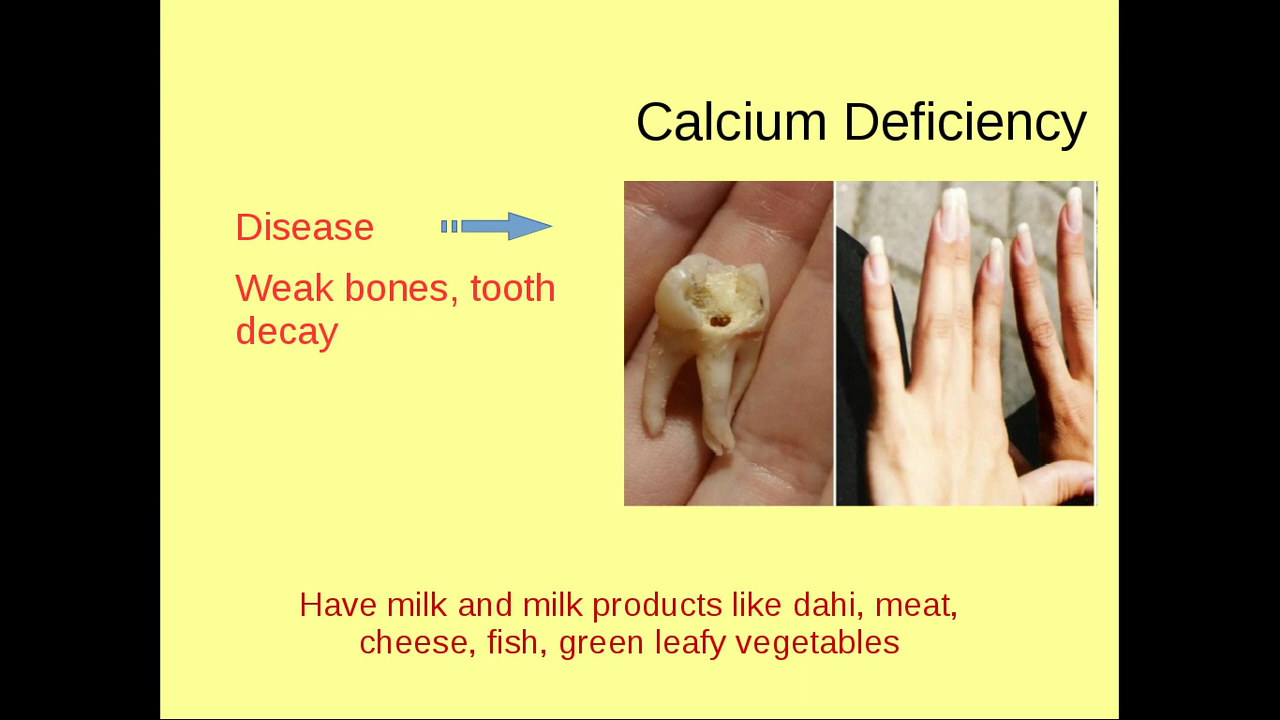 Calcium Deficiency
Disease
Weak bones, tooth
decay
Have milk and milk products like dahi, meat,
cheese, fish, green leafy vegetables